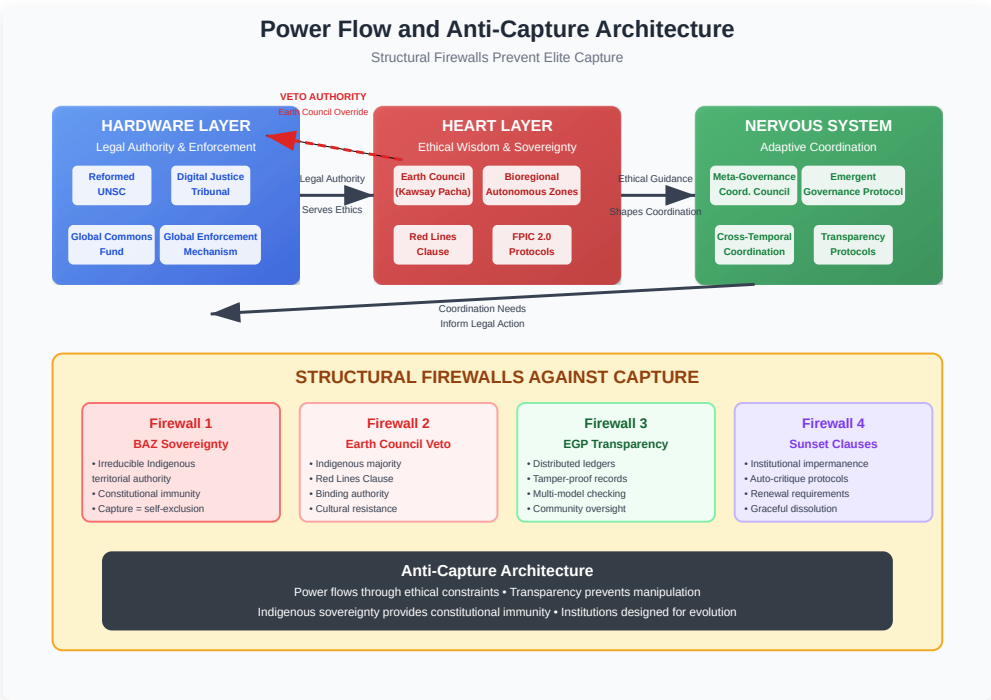 Power Flow and Anti-Capture Architecture
Structural Firewalls Prevent Elite Capture
VETO AUTHORITY
Earth Council Override
HARDWARE LAYER
Legal Authority & Enforcement
Reformed
UNSC
Digital Justice
Tribunal
Global Commons
Fund
Global Enforcement
Mechanism
Legal Authority
Serves Ethics
HEART LAYER
Ethical Wisdom & Sovereignty
Earth Council
(Kawsay Pacha)
Bioregional
Autonomous Zones
Red Lines
Clause
FPIC 2.0
Protocols
Ethical Guidance
Shapes Coordination
NERVOUS SYSTEM
Adaptive Coordination
Meta-Governance
Coord. Council
Emergent
Governance Protocol
Cross-Temporal
Coordination
Transparency
Protocols
Coordination Needs
Inform Legal Action
STRUCTURAL FIREWALLS AGAINST CAPTURE
Firewall 1
BAZ Sovereignty
• Irreducible Indigenous
territorial authority
• Constitutional immunity
• Capture = self-exclusion
Firewall 2
Earth Council Veto
• Indigenous majority
• Red Lines Clause
• Binding authority
• Cultural resistance
Firewall 3
EGP Transparency
• Distributed ledgers
• Tamper-proof records
• Multi-model checking
• Community oversight
Firewall 4
Sunset Clauses
• Institutional impermanence
• Auto-critique protocols
• Renewal requirements
• Graceful dissolution
Anti-Capture Architecture
Power flows through ethical constraints • Transparency prevents manipulation
Indigenous sovereignty provides constitutional immunity • Institutions designed for evolution